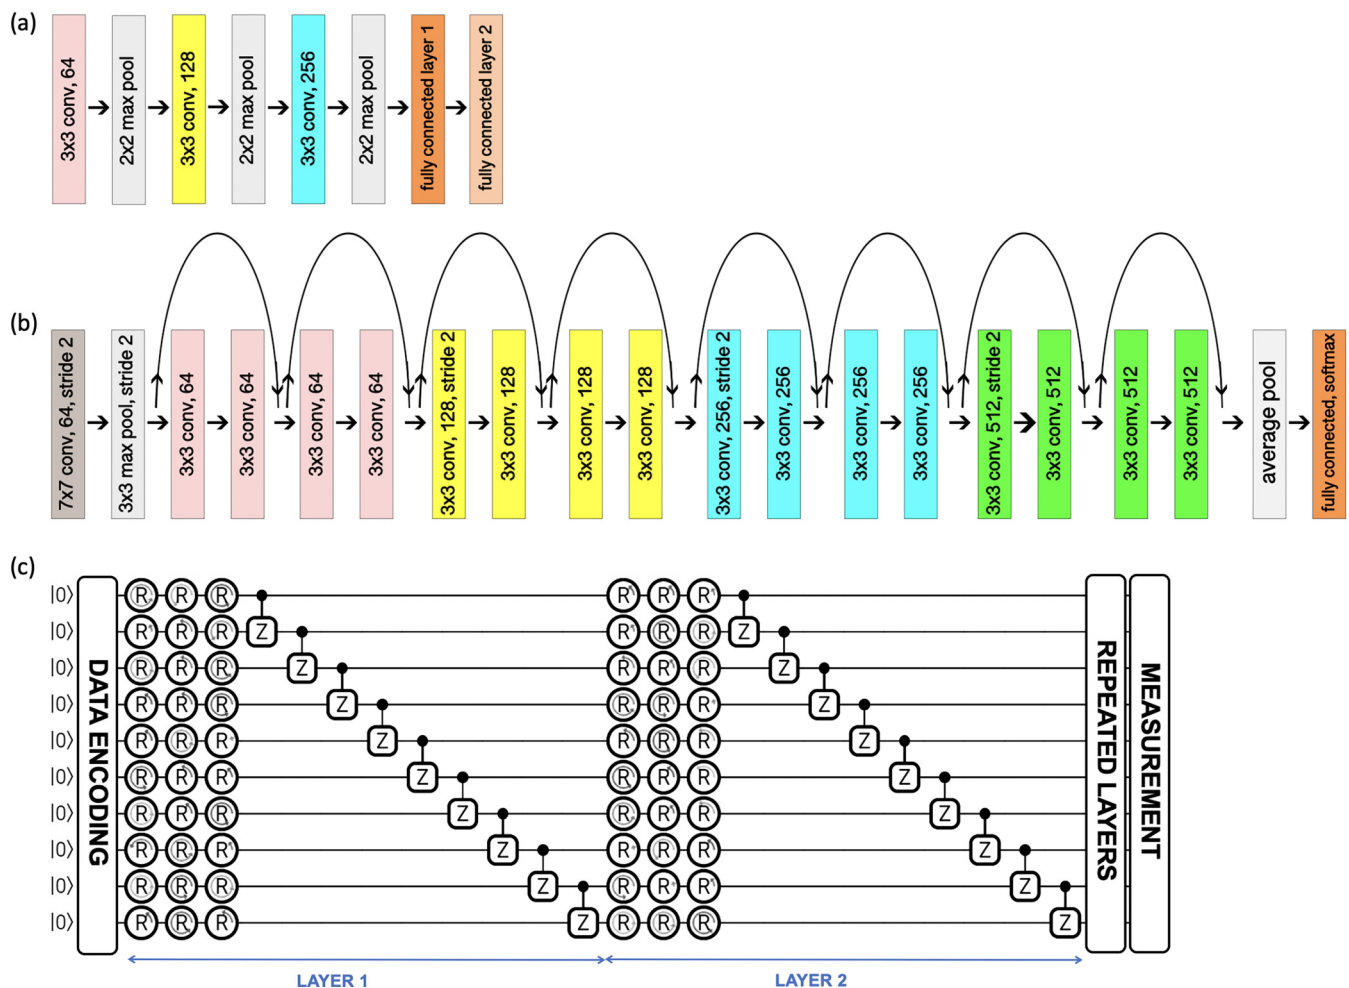 (a)
3x3 conv, 64
2x2 max pool
3x3 conv, 128
2x2 max pool
3x3 conv, 256
2x2 max pool
fully connected layer 1
fully connected layer 2
(b)
7x7 conv, 64, stride 2
3x3 max pool, stride 2
3x3 conv, 64
3x3 conv, 64
3x3 conv, 64
3x3 conv, 64
3x3 conv, 128, stride 2
3x3 conv, 128
3x3 conv, 128
3x3 conv, 128
3x3 conv, 256, stride 2
3x3 conv, 256
3x3 conv, 256
3x3 conv, 256
3x3 conv, 512, stride 2
3x3 conv, 512
3x3 conv, 512
3x3 conv, 512
average pool
fully connected, softmax
(c)
DATA ENCODING
|0⟩ R R R R R R
|0⟩ R R R Z R R R Z
|0⟩ R R R Z R R R Z
|0⟩ R R R Z R R R Z
|0⟩ R R R Z R R R Z
|0⟩ R R R Z R R R Z
|0⟩ R R R Z R R R Z
|0⟩ R R R Z R R R Z
|0⟩ R R R Z R R R Z
|0⟩ R R R Z R R R Z
REPEATED LAYERS
MEASUREMENT
LAYER 1
LAYER 2